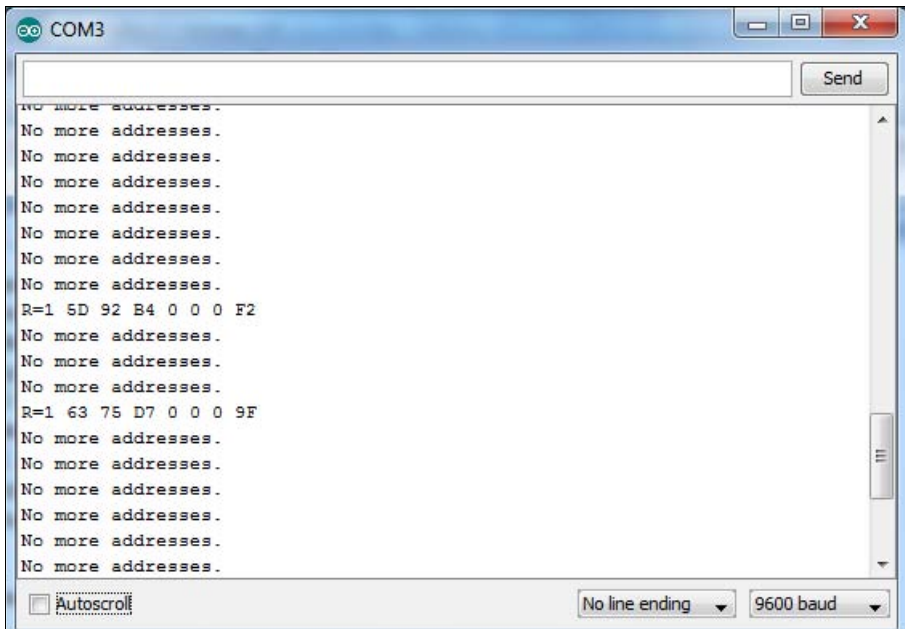 COM3
Send
No more addresses.
No more addresses.
No more addresses.
No more addresses.
No more addresses.
No more addresses.
No more addresses.
No more addresses.
R=1 5D 92 B4 0 0 0 F2
No more addresses.
No more addresses.
No more addresses.
R=1 63 75 D7 0 0 0 9F
No more addresses.
No more addresses.
No more addresses.
No more addresses.
No more addresses.
No more addresses.
Autoscroll No line ending 9600 baud